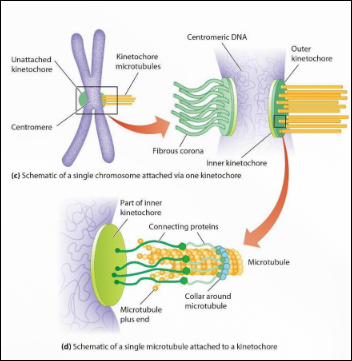 Unattached
kinetochore
Kinetochore
microtubules
Centromere
Centromeric DNA
Outer
kinetochore
Fibrous corona
Inner kinetochore
(c) Schematic of a single chromosome attached via one kinetochore
Part of inner
kinetochore
Connecting proteins
Microtubule
Microtubule
plus end
Collar around
microtubule
(d) Schematic of a single microtubule attached to a kinetochore